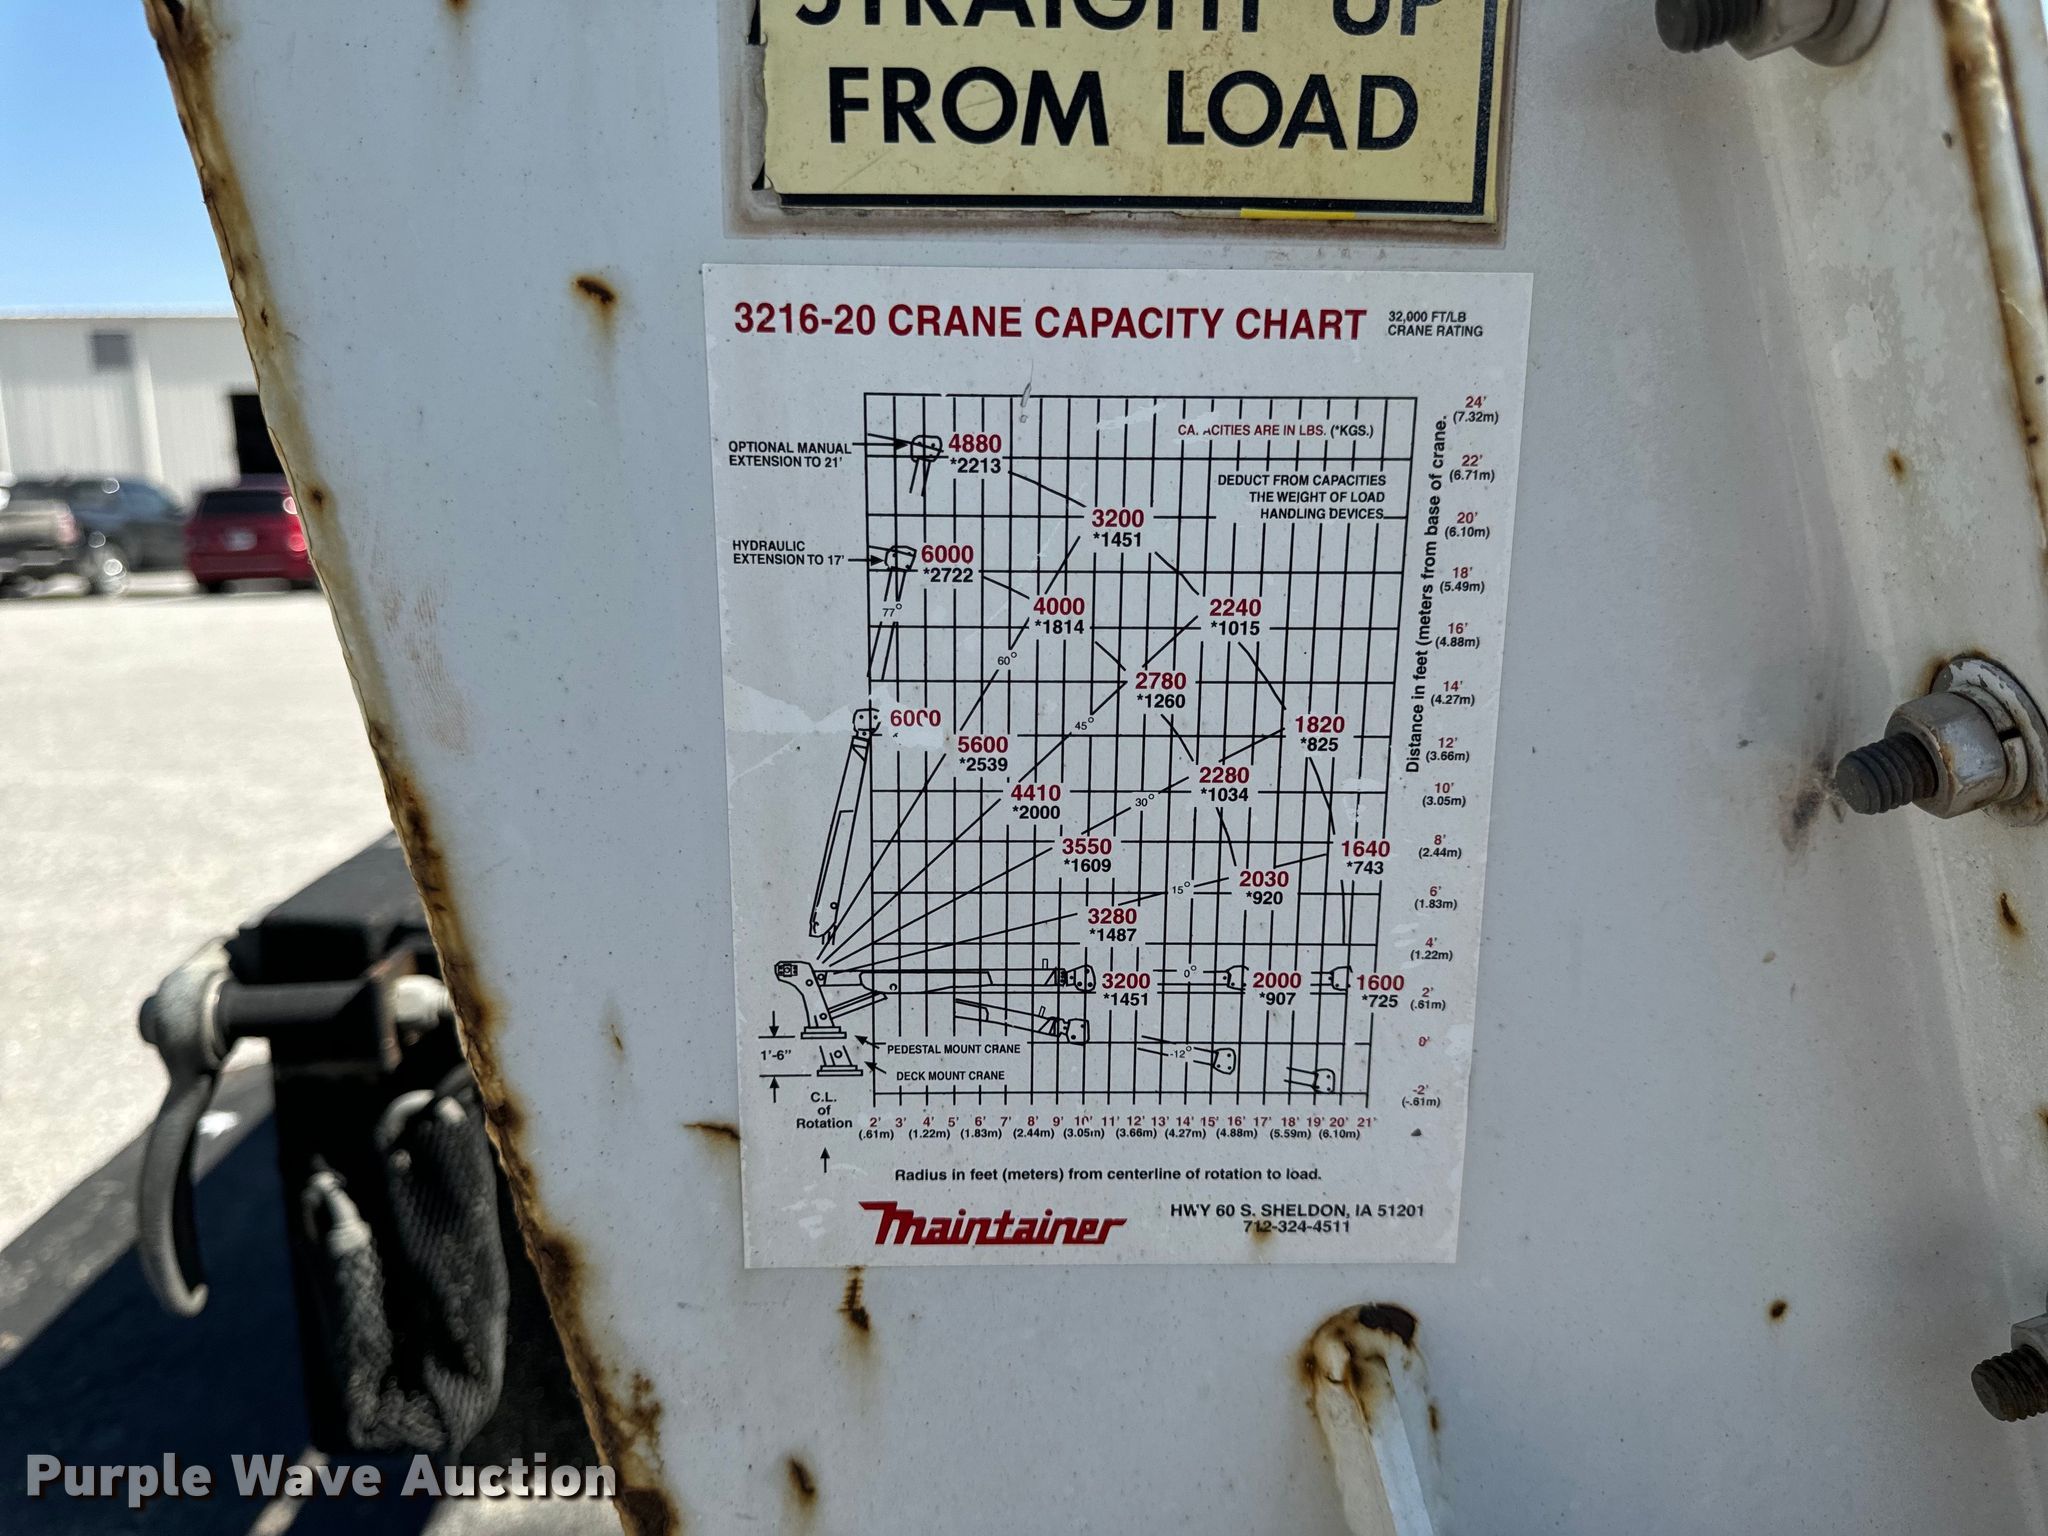 STRAIGHT UP
FROM LOAD
3216-20 CRANE CAPACITY CHART
32,000 FT/LB
CRANE RATING
24'
(7.32m)
CA. ACITIES ARE IN LBS. (*KGS.)
OPTIONAL MANUAL
EXTENSION TO 21'
4880
*2213
22'
(6.71m)
DEDUCT FROM CAPACITIES
THE WEIGHT OF LOAD
HANDLING DEVICES
3200
*1451
20'
(6.10m)
HYDRAULIC
EXTENSION TO 17'
6000
*2722
18'
(5.49m)
77°
4000
*1814
2240
*1015
16'
(4.88m)
60°
2780
*1260
14'
(4.27m)
6000
45°
1820
*825
5600
*2539
12'
(3.66m)
2280
*1034
4410
*2000
30°
10'
(3.05m)
3550
*1609
1640
*743
8'
(2.44m)
2030
*920
15°
6'
(1.83m)
3280
*1487
4'
(1.22m)
3200
*1451
0°
2000
*907
1600
*725
2'
(.61m)
0'
Distance in feet (meters from base of crane.
1'-6"
PEDESTAL MOUNT CRANE
-12°
DECK MOUNT CRANE
-2'
(-.61m)
C.L.
of
Rotation
2' 3' 4' 5' 6' 7' 8' 9' 10' 11' 12' 13' 14' 15' 16' 17' 18' 19' 20' 21'
(.61m) (1.22m) (1.83m) (2.44m) (3.05m) (3.66m) (4.27m) (4.88m) (5.59m) (6.10m)
Radius in feet (meters) from centerline of rotation to load.
Maintainer
HWY 60 S. SHELDON, IA 51201
712-324-4511
Purple Wave Auction